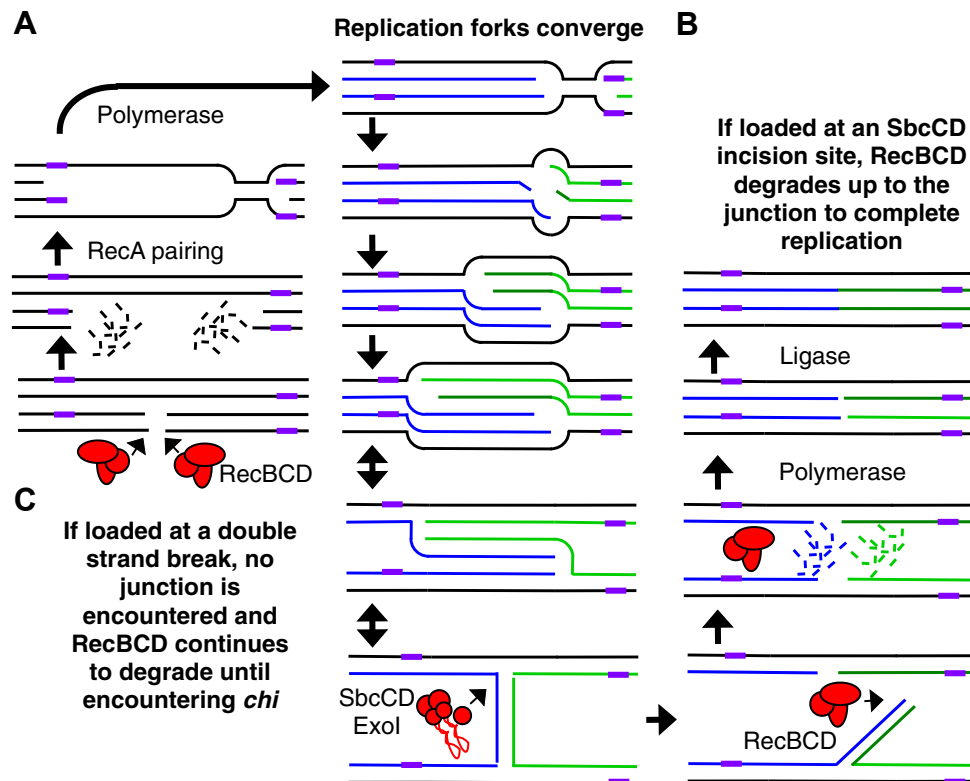 A
Replication forks converge
Polymerase
RecA pairing
RecBCD
C
If loaded at a double
strand break, no
junction is
encountered and
RecBCD continues
to degrade until
encountering chi
SbcCD
ExoI
B
If loaded at an SbcCD
incision site, RecBCD
degrades up to the
junction to complete
replication
Ligase
Polymerase
RecBCD